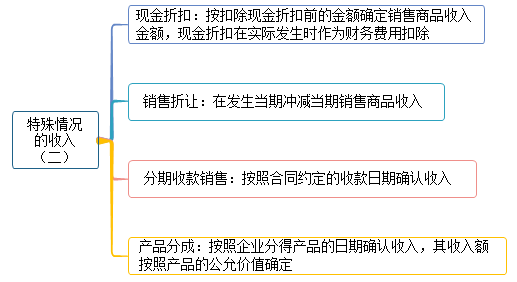 特殊情况
的收入
（二）
现金折扣：按扣除现金折扣前的金额确定销售商品收入
金额，现金折扣在实际发生时作为财务费用扣除
销售折让：在发生当期冲减当期销售商品收入
分期收款销售：按照合同约定的收款日期确认收入
产品分成：按照企业分得产品的日期确认收入，其收入额
按照产品的公允价值确定